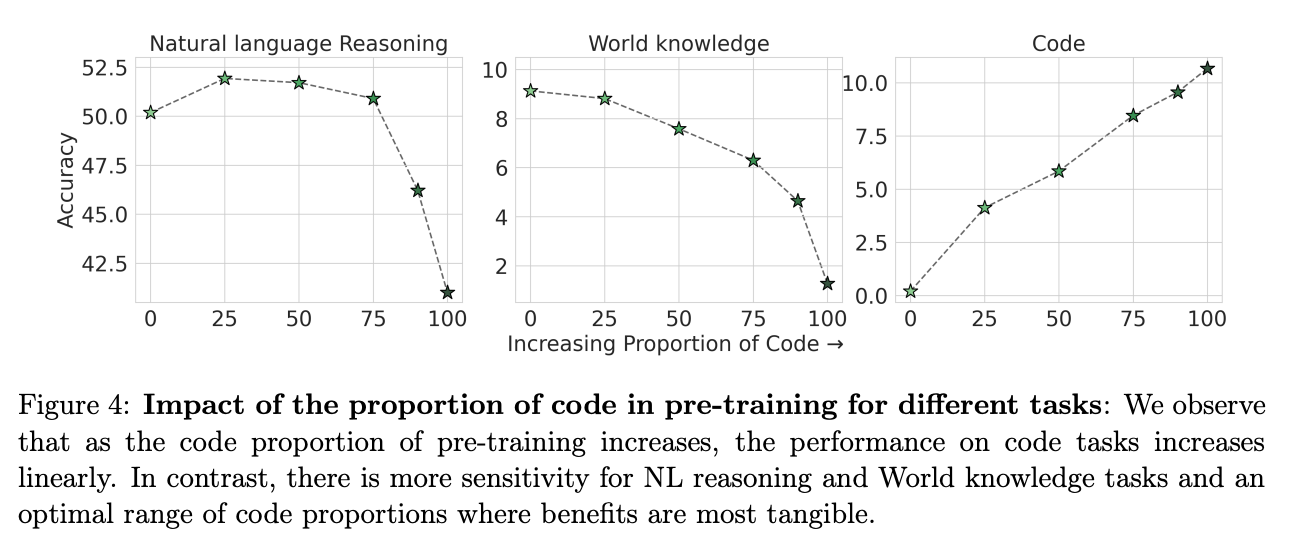 Natural language Reasoning
World knowledge
Code
Accuracy
52.5
50.0
47.5
45.0
42.5
0 25 50 75 100
10
8
6
4
2
0 25 50 75 100
10.0
7.5
5.0
2.5
0.0
0 25 50 75 100
Increasing Proportion of Code →
Figure 4: Impact of the proportion of code in pre-training for different tasks: We observe
that as the code proportion of pre-training increases, the performance on code tasks increases
linearly. In contrast, there is more sensitivity for NL reasoning and World knowledge tasks and an
optimal range of code proportions where benefits are most tangible.